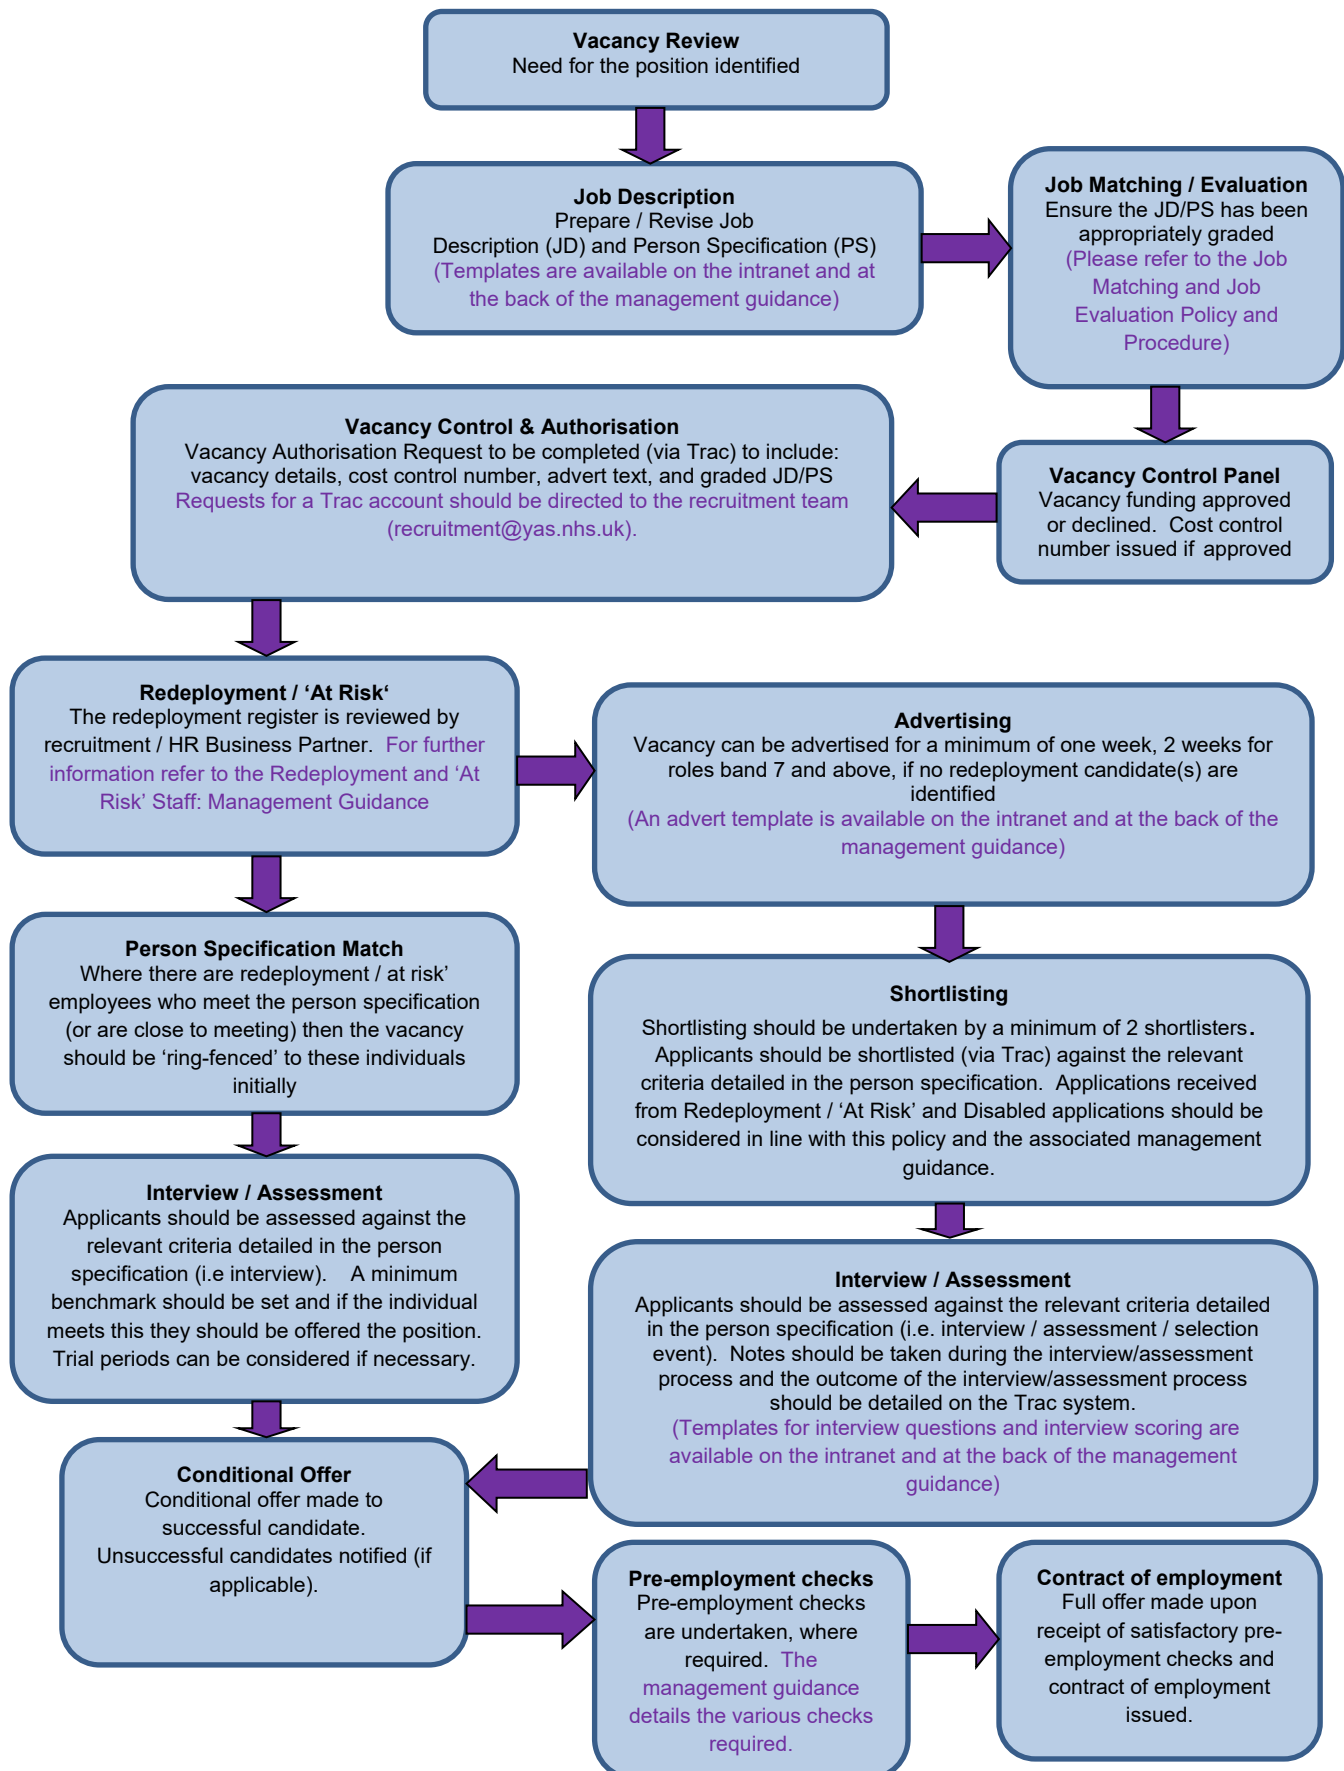 Vacancy Review
Need for the position identified
Job Description
Prepare / Revise Job
Description (JD) and Person Specification (PS)
(Templates are available on the intranet and at
the back of the management guidance)
Job Matching / Evaluation
Ensure the JD/PS has been
appropriately graded
(Please refer to the Job
Matching and Job
Evaluation Policy and
Procedure)
Vacancy Control Panel
Vacancy funding approved
or declined.  Cost control
number issued if approved
Vacancy Control & Authorisation
Vacancy Authorisation Request to be completed (via Trac) to include:
vacancy details, cost control number, advert text, and graded JD/PS
Requests for a Trac account should be directed to the recruitment team
(recruitment@yas.nhs.uk).
Redeployment / ‘At Risk‘
The redeployment register is reviewed by
recruitment / HR Business Partner.  For further
information refer to the Redeployment and ‘At
Risk’ Staff: Management Guidance
Advertising
Vacancy can be advertised for a minimum of one week, 2 weeks for
roles band 7 and above, if no redeployment candidate(s) are
identified
(An advert template is available on the intranet and at the back of the
management guidance)
Person Specification Match
Where there are redeployment / at risk’
employees who meet the person specification
(or are close to meeting) then the vacancy
should be ‘ring-fenced’ to these individuals
initially
Shortlisting
Shortlisting should be undertaken by a minimum of 2 shortlisters.
Applicants should be shortlisted (via Trac) against the relevant
criteria detailed in the person specification.  Applications received
from Redeployment / ‘At Risk’ and Disabled applications should be
considered in line with this policy and the associated management
guidance.
Interview / Assessment
Applicants should be assessed against the
relevant criteria detailed in the person
specification (i.e interview).    A minimum
benchmark should be set and if the individual
meets this they should be offered the position.
Trial periods can be considered if necessary.
Interview / Assessment
Applicants should be assessed against the relevant criteria detailed
in the person specification (i.e. interview / assessment / selection
event).  Notes should be taken during the interview/assessment
process and the outcome of the interview/assessment process
should be detailed on the Trac system.
(Templates for interview questions and interview scoring are
available on the intranet and at the back of the management
guidance)
Conditional Offer
Conditional offer made to
successful candidate.
Unsuccessful candidates notified (if
applicable).
Pre-employment checks
Pre-employment checks
are undertaken, where
required.  The
management guidance
details the various checks
required.
Contract of employment
Full offer made upon
receipt of satisfactory pre-
employment checks and
contract of employment
issued.